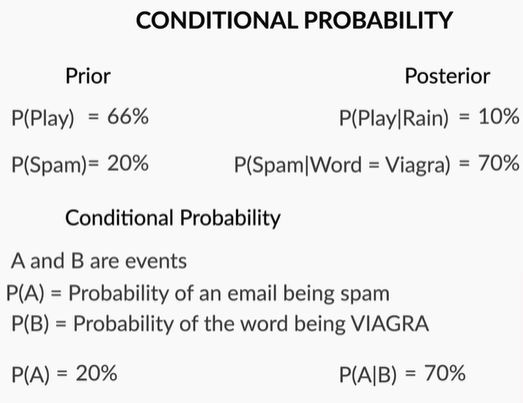 CONDITIONAL PROBABILITY
Prior Posterior
P(Play) = 66% P(Play|Rain) = 10%
P(Spam)= 20% P(Spam|Word = Viagra) = 70%
Conditional Probability
A and B are events
P(A) = Probability of an email being spam
P(B) = Probability of the word being VIAGRA
P(A) = 20% P(A|B) = 70%